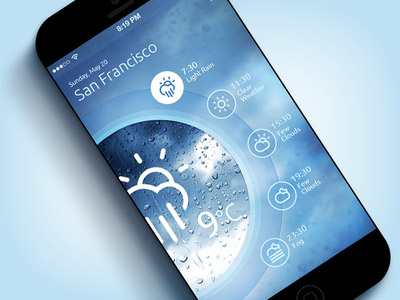 8:19 PM
Sunday, May 20
San Francisco
7:30
Light Rain
11:30
Clear
Weather
15:30
Few
Clouds
19:30
Few
Clouds
23:30
Fog
9°C